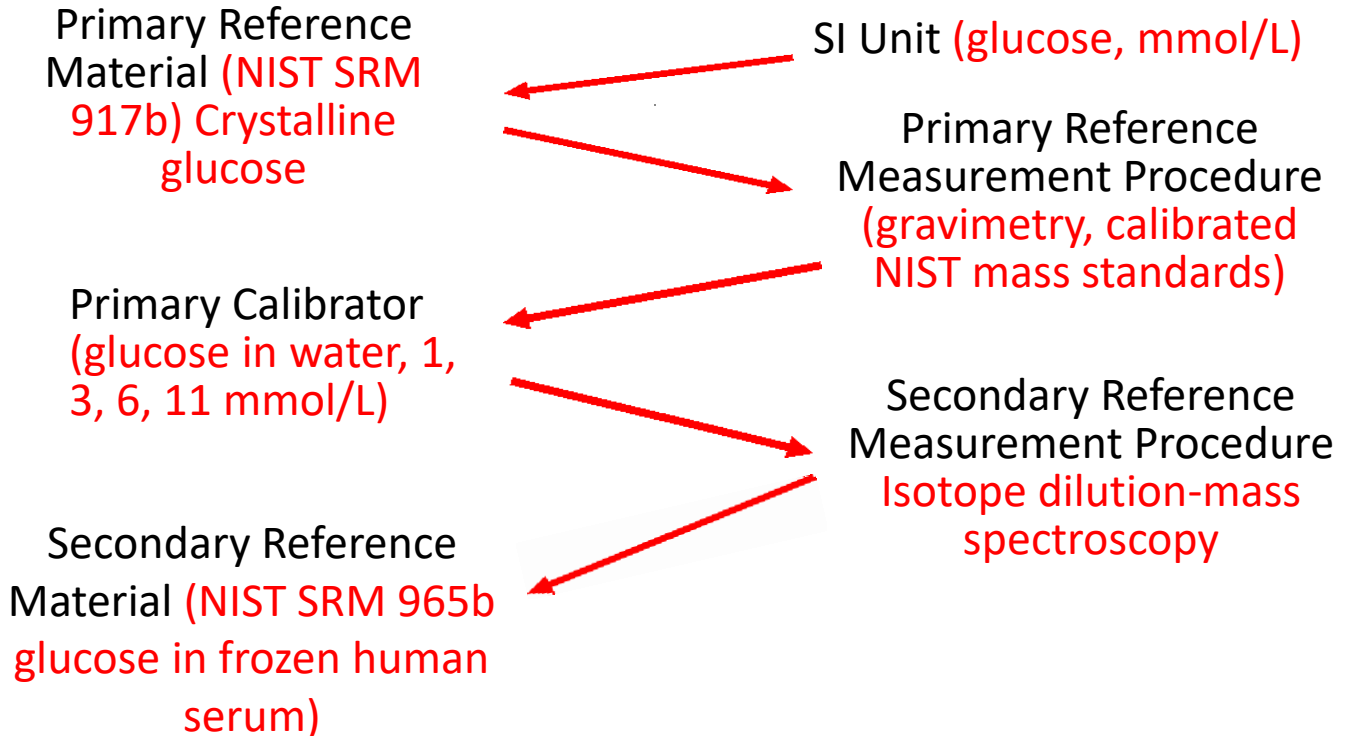 Primary Reference
Material (NIST SRM
917b) Crystalline
glucose
SI Unit (glucose, mmol/L)
Primary Reference
Measurement Procedure
(gravimetry, calibrated
NIST mass standards)
Primary Calibrator
(glucose in water, 1,
3, 6, 11 mmol/L)
Secondary Reference
Measurement Procedure
Isotope dilution-mass
spectroscopy
Secondary Reference
Material (NIST SRM 965b
glucose in frozen human
serum)